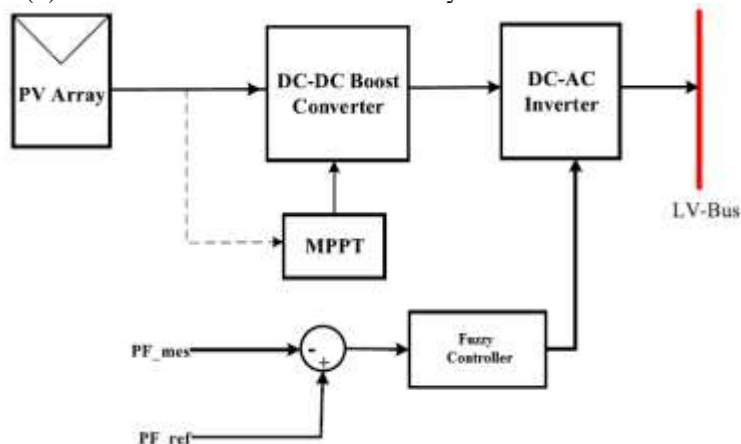 PV Array
DC-DC Boost
Converter
DC-AC
Inverter
LV-Bus
MPPT
Fuzzy
Controller
PF_mes
-
+
PF_ref